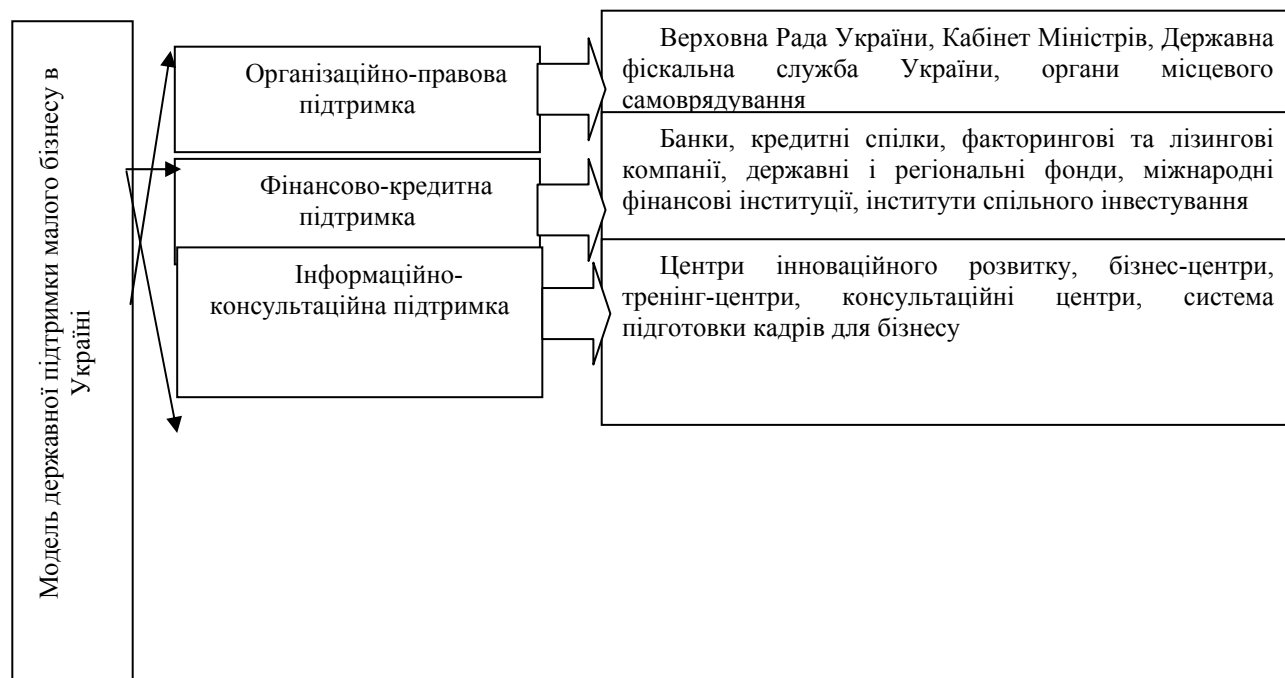 Модель державної підтримки малого бізнесу в
Україні
Організаційно-правова
підтримка
Верховна Рада України, Кабінет Міністрів, Державна
фіскальна служба України, органи місцевого
самоврядування
Фінансово-кредитна
підтримка
Банки, кредитні спілки, факторингові та лізингові
компанії, державні і регіональні фонди, міжнародні
фінансові інституції, інститути спільного інвестування
Інформаційно-
консультаційна підтримка
Центри інноваційного розвитку, бізнес-центри,
тренінг-центри, консультаційні центри, система
підготовки кадрів для бізнесу